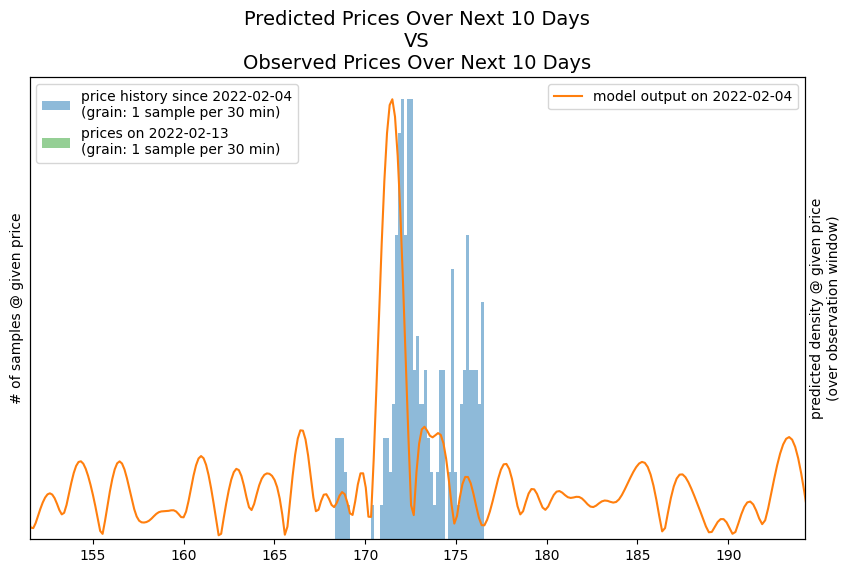 Predicted Prices Over Next 10 Days
VS
Observed Prices Over Next 10 Days
price history since 2022-02-04
(grain: 1 sample per 30 min)
prices on 2022-02-13
(grain: 1 sample per 30 min)
model output on 2022-02-04
# of samples @ given price
predicted density @ given price
(over observation window)
155
160
165
170
175
180
185
190